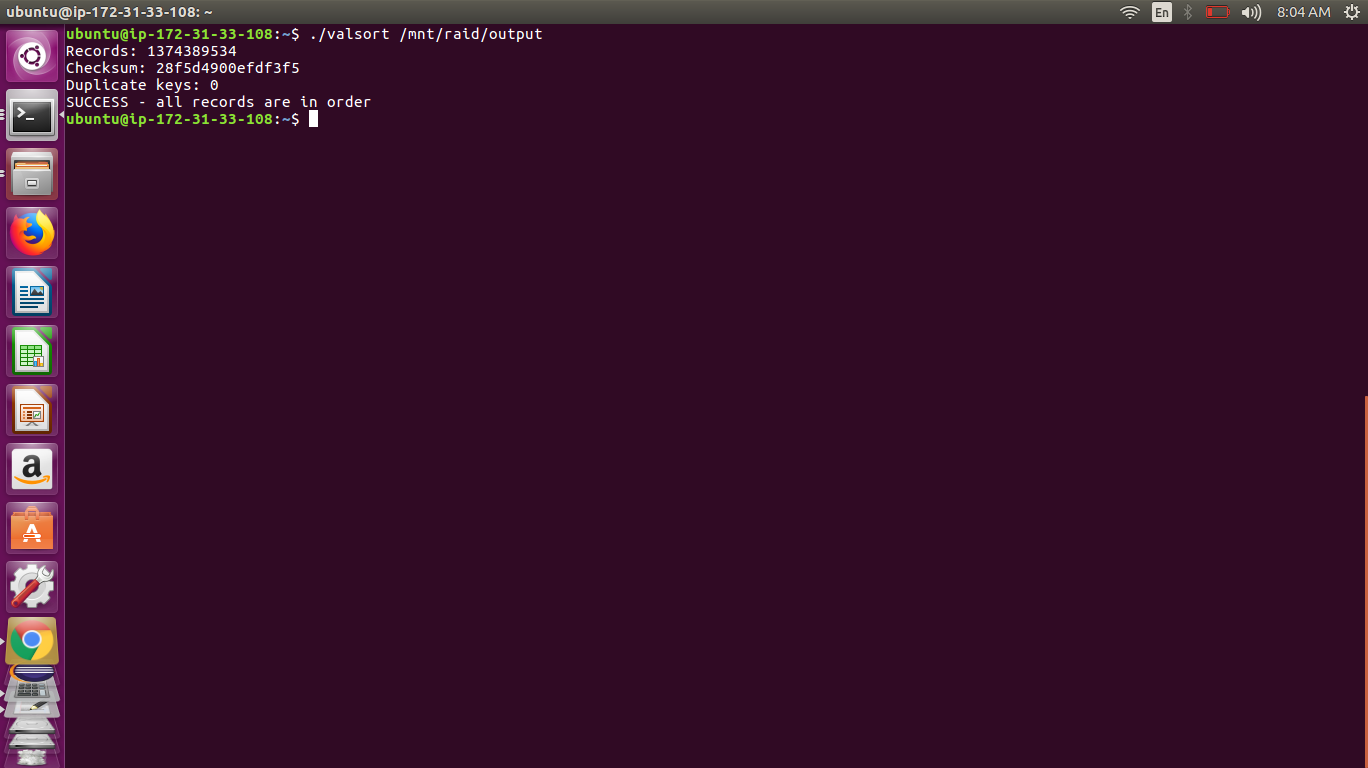 ubuntu@ip-172-31-33-108: ~
En
8:04 AM
ubuntu@ip-172-31-33-108:~$ ./valsort /mnt/raid/output
Records: 1374389534
Checksum: 28f5d4900efdf3f5
Duplicate keys: 0
SUCCESS - all records are in order
ubuntu@ip-172-31-33-108:~$